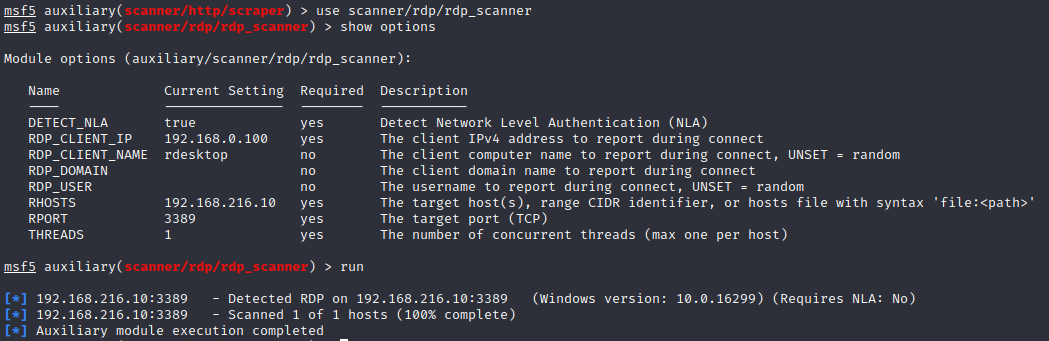 msf5 auxiliary(scanner/http/scraper) > use scanner/rdp/rdp_scanner
msf5 auxiliary(scanner/rdp/rdp_scanner) > show options
Module options (auxiliary/scanner/rdp/rdp_scanner):
Name Current Setting Required Description
---- --------------- -------- -----------
DETECT_NLA true yes Detect Network Level Authentication (NLA)
RDP_CLIENT_IP 192.168.0.100 yes The client IPv4 address to report during connect
RDP_CLIENT_NAME rdesktop no The client computer name to report during connect, UNSET = random
RDP_DOMAIN no The client domain name to report during connect
RDP_USER no The username to report during connect, UNSET = random
RHOSTS 192.168.216.10 yes The target host(s), range CIDR identifier, or hosts file with syntax 'file:<path>'
RPORT 3389 yes The target port (TCP)
THREADS 1 yes The number of concurrent threads (max one per host)
msf5 auxiliary(scanner/rdp/rdp_scanner) > run
[*] 192.168.216.10:3389 - Detected RDP on 192.168.216.10:3389 (Windows version: 10.0.16299) (Requires NLA: No)
[*] 192.168.216.10:3389 - Scanned 1 of 1 hosts (100% complete)
[*] Auxiliary module execution completed